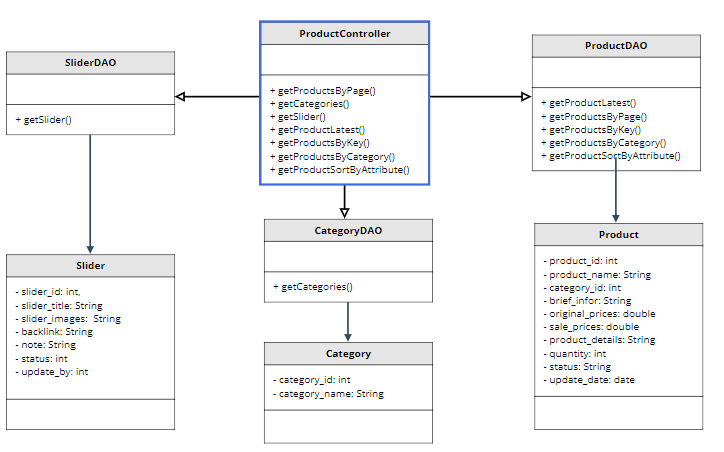 ProductController
+ getProductsByPage()
+ getCategories()
+ getSlider()
+ getProductLatest()
+ getProductsByKey()
+ getProductsByCategory()
+ getProductSortByAttribute()
SliderDAO
+ getSlider()
ProductDAO
+ getProductLatest()
+ getProductsByPage()
+ getProductsByKey()
+ getProductsByCategory()
+ getProductSortByAttribute()
CategoryDAO
+ getCategories()
Slider
- slider_id: int,
- slider_title: String
- slider_images: String
- backlink: String
- note: String
- status: int
- update_by: int
Category
- category_id: int
- category_name: String
Product
- product_id: int
- product_name: String
- category_id: int
- brief_infor: String
- original_prices: double
- sale_prices: double
- product_details: String
- quantity: int
- status: String
- update_date: date